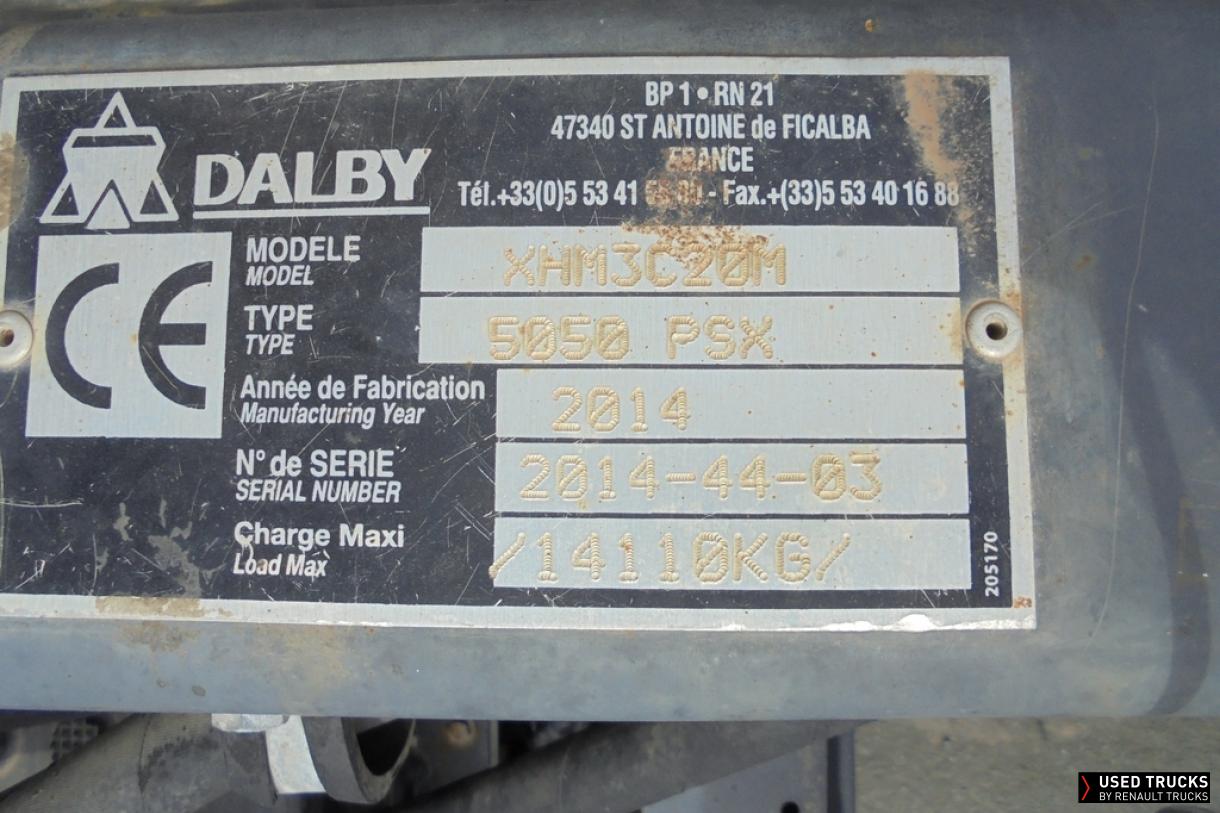 BP 1 • RN 21
47340 ST ANTOINE de FICALBA
FRANCE
DALBY
Tél.+33(0)5 53 41 - Fax.+(33)5 53 40 16 88
CE
MODELE
MODEL
XHM3C20M
TYPE
TYPE
5050 PSX
Année de Fabrication
Manufacturing Year
2014
N° de SERIE
SERIAL NUMBER
2014-44-03
Charge Maxi
Load Max
/14110KG/
205170
USED TRUCKS
BY RENAULT TRUCKS